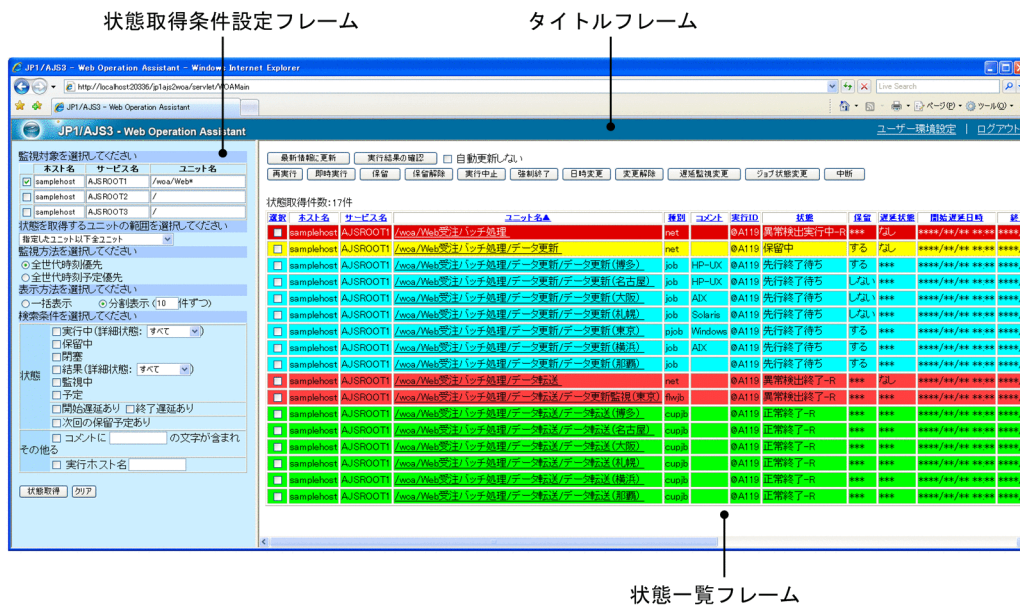 状態取得条件設定フレーム
タイトルフレーム
JP1/AJS3 - Web Operation Assistant - Windows Internet Explorer
http://localhost:20336/jp1ajs2woa/servlet/WOAMain
Live Search
JP1/AJS3 - Web Operation Assistant
ページ(P)
ツール(O)
JP1/AJS3 - Web Operation Assistant
ユーザー環境設定 | ログアウト
監視対象を選択してください
ホスト名 サービス名 ユニット名
samplehost AJSROOT1 /woa/Web*
samplehost AJSROOT2 /
samplehost AJSROOT3 /
状態を取得するユニットの範囲を選択してください
指定したユニット以下全ユニット
監視方法を選択してください
全世代時刻優先
全世代時刻予定優先
表示方法を選択してください
一括表示 分割表示(10 件ずつ)
検索条件を選択してください
状態
実行中(詳細状態: すべて )
保留中
閉塞
結果(詳細状態: すべて )
監視中
予定
開始遅延あり 終了遅延あり
次回の保留予定あり
その他
コメントに の文字が含まれる
実行ホスト名
状態取得 クリア
最新情報に更新 実行結果の確認 自動更新しない
再実行 即時実行 保留 保留解除 実行中止 強制終了 日時変更 変更解除 遅延監視変更 ジョブ状態変更 中断
状態取得件数:17件
選択 ホスト名 サービス名 ユニット名▲ 種別 コメント 実行ID 状態 保留 遅延状態 開始遅延日時 終
samplehost AJSROOT1 /woa/Web受注バッチ処理 net @A119 異常検出実行中-R する なし ****/**/** **:** ****
samplehost AJSROOT1 /woa/Web受注バッチ処理/データ更新 net @A119 保留中 する なし ****/**/** **:** ****
samplehost AJSROOT1 /woa/Web受注バッチ処理/データ更新/データ更新(博多) job HP-UX @A119 先行終了待ち する *** ****/**/** **:** ****
samplehost AJSROOT1 /woa/Web受注バッチ処理/データ更新/データ更新(名古屋) job HP-UX @A119 先行終了待ち しない *** ****/**/** **:** ****
samplehost AJSROOT1 /woa/Web受注バッチ処理/データ更新/データ更新(大阪) job AIX @A119 先行終了待ち しない *** ****/**/** **:** ****
samplehost AJSROOT1 /woa/Web受注バッチ処理/データ更新/データ更新(札幌) job Solaris @A119 先行終了待ち しない *** ****/**/** **:** ****
samplehost AJSROOT1 /woa/Web受注バッチ処理/データ更新/データ更新(東京) pjob Windows @A119 先行終了待ち する *** ****/**/** **:** ****
samplehost AJSROOT1 /woa/Web受注バッチ処理/データ更新/データ更新(横浜) job AIX @A119 先行終了待ち する *** ****/**/** **:** ****
samplehost AJSROOT1 /woa/Web受注バッチ処理/データ更新/データ更新(那覇) job @A119 先行終了待ち する *** ****/**/** **:** ****
samplehost AJSROOT1 /woa/Web受注バッチ処理/データ転送 net @A119 異常検出終了-R *** なし ****/**/** **:** ****
samplehost AJSROOT1 /woa/Web受注バッチ処理/データ転送/データ更新監視(東京) flwjb @A119 異常検出終了-R *** *** ****/**/** **:** ****
samplehost AJSROOT1 /woa/Web受注バッチ処理/データ転送/データ転送(博多) cupjb @A119 正常終了-R *** *** ****/**/** **:** ****
samplehost AJSROOT1 /woa/Web受注バッチ処理/データ転送/データ転送(名古屋) cupjb @A119 正常終了-R *** *** ****/**/** **:** ****
samplehost AJSROOT1 /woa/Web受注バッチ処理/データ転送/データ転送(大阪) cupjb @A119 正常終了-R *** *** ****/**/** **:** ****
samplehost AJSROOT1 /woa/Web受注バッチ処理/データ転送/データ転送(札幌) cupjb @A119 正常終了-R *** *** ****/**/** **:** ****
samplehost AJSROOT1 /woa/Web受注バッチ処理/データ転送/データ転送(横浜) cupjb @A119 正常終了-R *** *** ****/**/** **:** ****
samplehost AJSROOT1 /woa/Web受注バッチ処理/データ転送/データ転送(那覇) cupjb @A119 正常終了-R *** *** ****/**/** **:** ****
状態一覧フレーム